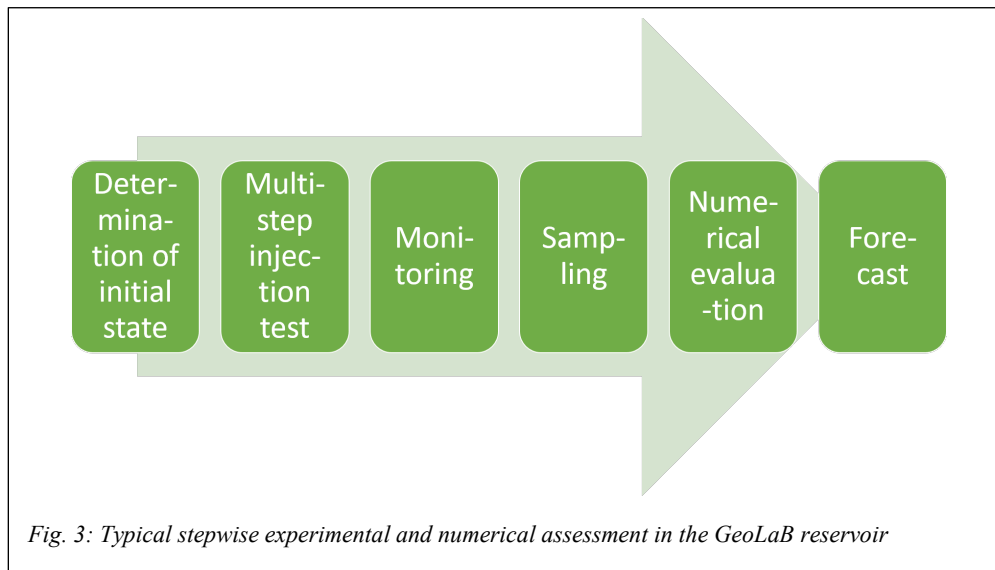 Deter-
mina-
tion of
initial
state
Multi-
step
injec-
tion
test
Moni-
toring
Samp-
ling
Nume-
rical
evalua
-tion
Fore-
cast
Fig. 3: Typical stepwise experimental and numerical assessment in the GeoLaB reservoir